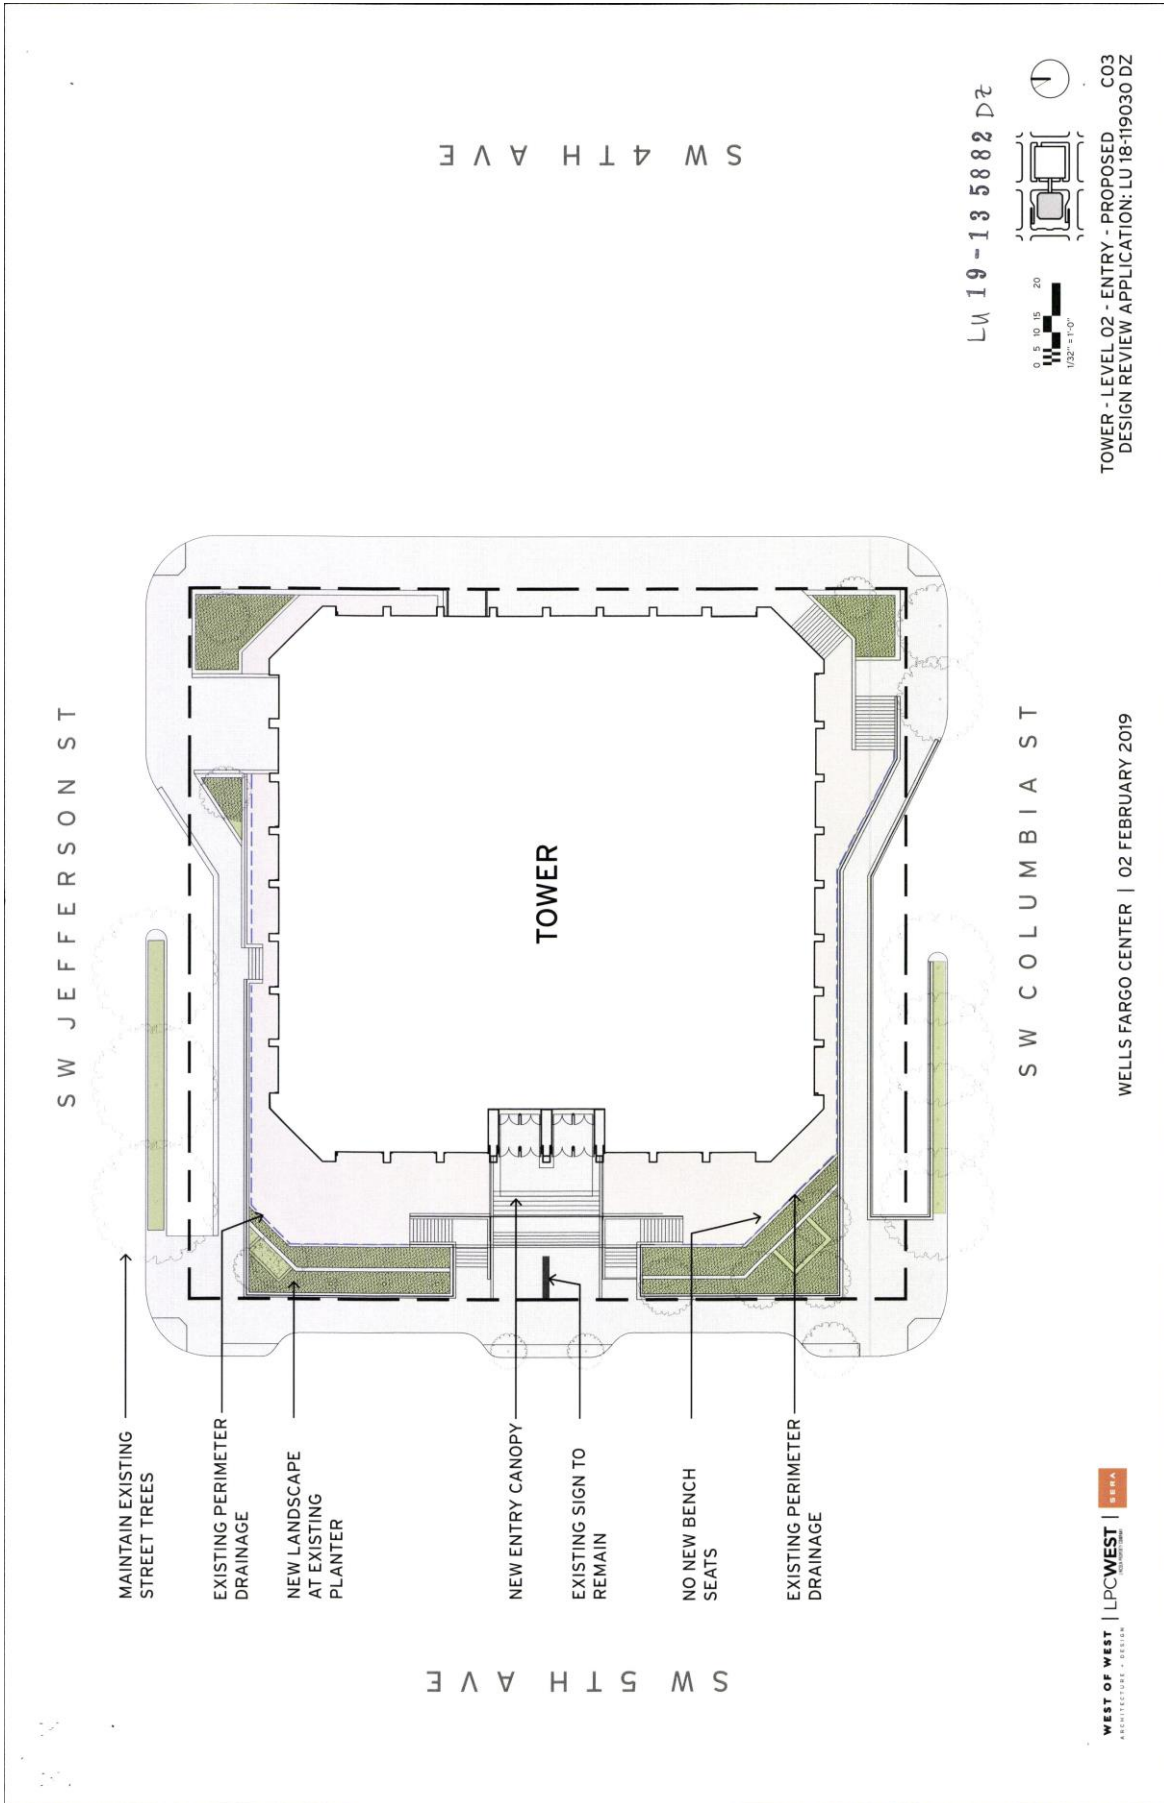 SW JEFFERSON ST
SW 4TH AVE
MAINTAIN EXISTING
STREET TREES
EXISTING PERIMETER
DRAINAGE
NEW LANDSCAPE
AT EXISTING
PLANTER
NEW ENTRY CANOPY
EXISTING SIGN TO
REMAIN
NO NEW BENCH
SEATS
EXISTING PERIMETER
DRAINAGE
TOWER
SW 5TH AVE
SW COLUMBIA ST
LU 19-135882 DZ
0 5 10 15 20
1/32" = 1'-0"
WEST OF WEST
ARCHITECTURE + DESIGN
LPCWEST
SERA
WELLS FARGO CENTER | 02 FEBRUARY 2019
TOWER - LEVEL 02 - ENTRY - PROPOSED C03
DESIGN REVIEW APPLICATION: LU 18-119030 DZ